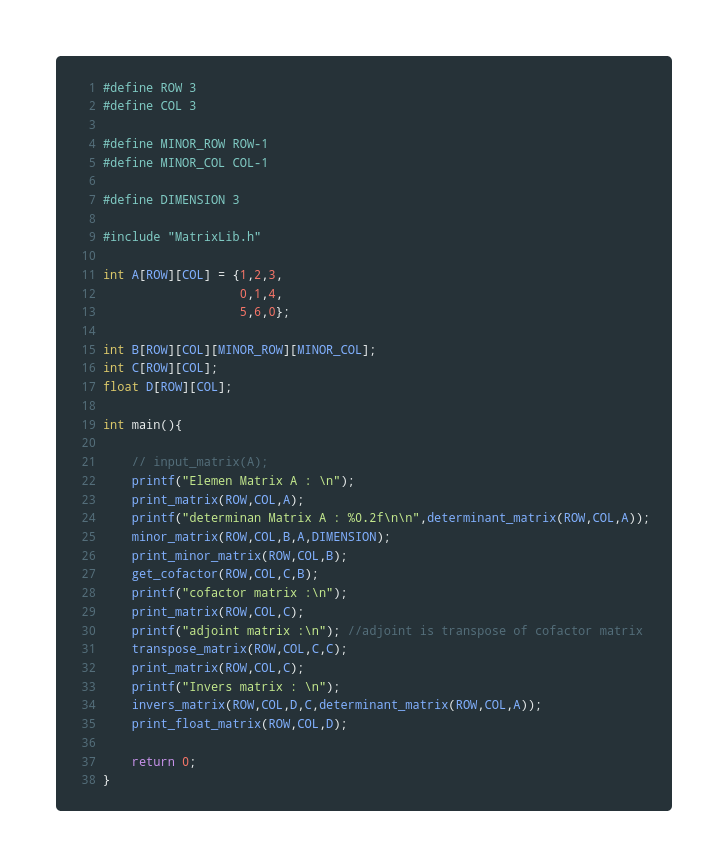 1 #define ROW 3
2 #define COL 3
3
4 #define MINOR_ROW ROW-1
5 #define MINOR_COL COL-1
6
7 #define DIMENSION 3
8
9 #include "MatrixLib.h"
10
11 int A[ROW][COL] = {1,2,3,
12                    0,1,4,
13                    5,6,0};
14
15 int B[ROW][COL][MINOR_ROW][MINOR_COL];
16 int C[ROW][COL];
17 float D[ROW][COL];
18
19 int main(){
20
21     // input_matrix(A);
22     printf("Elemen Matrix A : \n");
23     print_matrix(ROW,COL,A);
24     printf("determinan Matrix A : %0.2f\n\n",determinant_matrix(ROW,COL,A));
25     minor_matrix(ROW,COL,B,A,DIMENSION);
26     print_minor_matrix(ROW,COL,B);
27     get_cofactor(ROW,COL,C,B);
28     printf("cofactor matrix :\n");
29     print_matrix(ROW,COL,C);
30     printf("adjoint matrix :\n"); //adjoint is transpose of cofactor matrix
31     transpose_matrix(ROW,COL,C,C);
32     print_matrix(ROW,COL,C);
33     printf("Invers matrix : \n");
34     invers_matrix(ROW,COL,D,C,determinant_matrix(ROW,COL,A));
35     print_float_matrix(ROW,COL,D);
36
37     return 0;
38 }